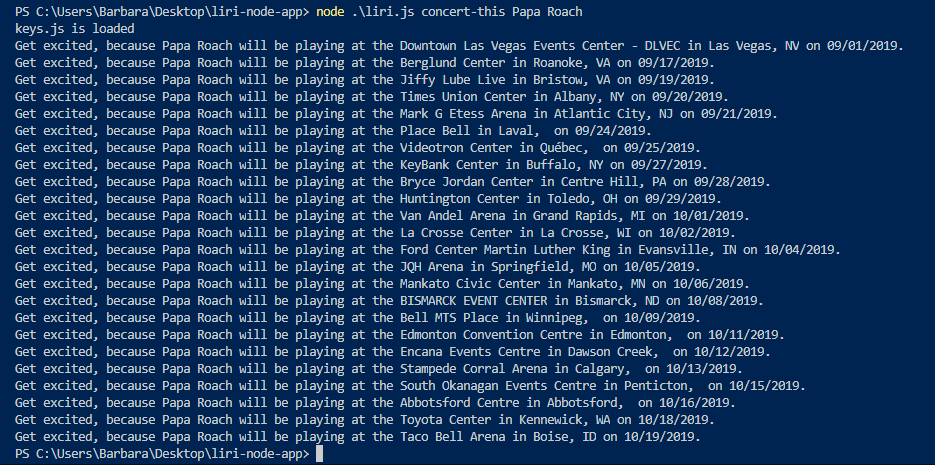 PS C:\Users\Barbara\Desktop\liri-node-app> node .\liri.js concert-this Papa Roach
keys.js is loaded
Get excited, because Papa Roach will be playing at the Downtown Las Vegas Events Center - DLVEC in Las Vegas, NV on 09/01/2019.
Get excited, because Papa Roach will be playing at the Berglund Center in Roanoke, VA on 09/17/2019.
Get excited, because Papa Roach will be playing at the Jiffy Lube Live in Bristow, VA on 09/19/2019.
Get excited, because Papa Roach will be playing at the Times Union Center in Albany, NY on 09/20/2019.
Get excited, because Papa Roach will be playing at the Mark G Etess Arena in Atlantic City, NJ on 09/21/2019.
Get excited, because Papa Roach will be playing at the Place Bell in Laval,  on 09/24/2019.
Get excited, because Papa Roach will be playing at the Videotron Center in Québec,  on 09/25/2019.
Get excited, because Papa Roach will be playing at the KeyBank Center in Buffalo, NY on 09/27/2019.
Get excited, because Papa Roach will be playing at the Bryce Jordan Center in Centre Hill, PA on 09/28/2019.
Get excited, because Papa Roach will be playing at the Huntington Center in Toledo, OH on 09/29/2019.
Get excited, because Papa Roach will be playing at the Van Andel Arena in Grand Rapids, MI on 10/01/2019.
Get excited, because Papa Roach will be playing at the La Crosse Center in La Crosse, WI on 10/02/2019.
Get excited, because Papa Roach will be playing at the Ford Center Martin Luther King in Evansville, IN on 10/04/2019.
Get excited, because Papa Roach will be playing at the JQH Arena in Springfield, MO on 10/05/2019.
Get excited, because Papa Roach will be playing at the Mankato Civic Center in Mankato, MN on 10/06/2019.
Get excited, because Papa Roach will be playing at the BISMARCK EVENT CENTER in Bismarck, ND on 10/08/2019.
Get excited, because Papa Roach will be playing at the Bell MTS Place in Winnipeg,  on 10/09/2019.
Get excited, because Papa Roach will be playing at the Edmonton Convention Centre in Edmonton,  on 10/11/2019.
Get excited, because Papa Roach will be playing at the Encana Events Centre in Dawson Creek,  on 10/12/2019.
Get excited, because Papa Roach will be playing at the Stampede Corral Arena in Calgary,  on 10/13/2019.
Get excited, because Papa Roach will be playing at the South Okanagan Events Centre in Penticton,  on 10/15/2019.
Get excited, because Papa Roach will be playing at the Abbotsford Centre in Abbotsford,  on 10/16/2019.
Get excited, because Papa Roach will be playing at the Toyota Center in Kennewick, WA on 10/18/2019.
Get excited, because Papa Roach will be playing at the Taco Bell Arena in Boise, ID on 10/19/2019.
PS C:\Users\Barbara\Desktop\liri-node-app>